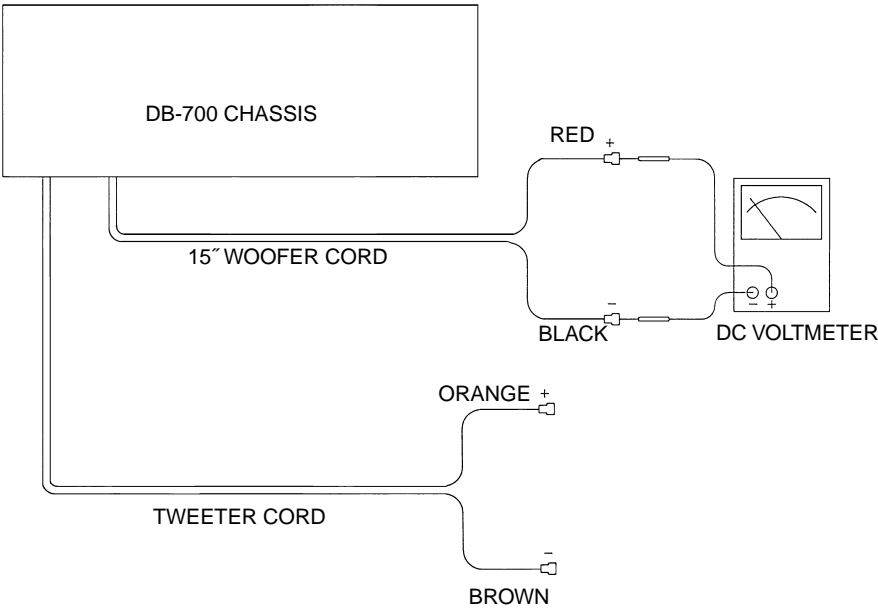 DB-700 CHASSIS
RED +
15˝ WOOFER CORD
−
BLACK
− +
DC VOLTMETER
ORANGE +
TWEETER CORD
−
BROWN